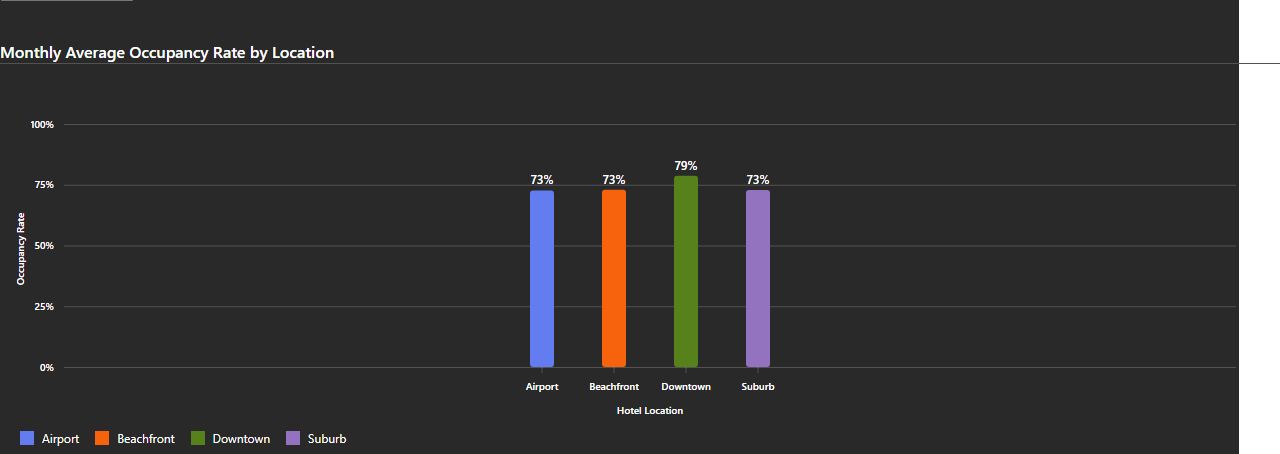 Monthly Average Occupancy Rate by Location
100%
75%
50%
25%
0%
Occupancy Rate
73%
73%
79%
73%
Airport
Beachfront
Downtown
Suburb
Hotel Location
Airport
Beachfront
Downtown
Suburb